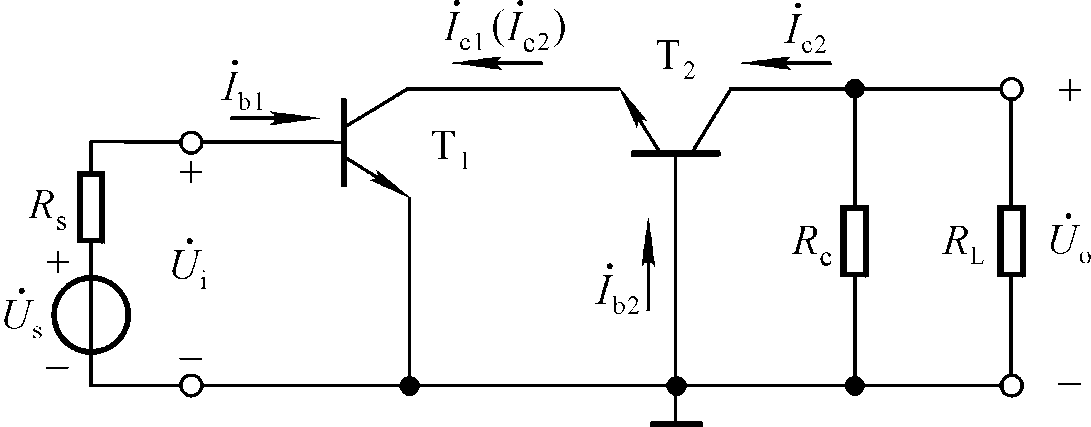 İc1(İc2)
T2
İc2
İb1
T1
+
+
Rs
+
U̇i
İb2
Rc
RL
U̇o
U̇s
−
−
−